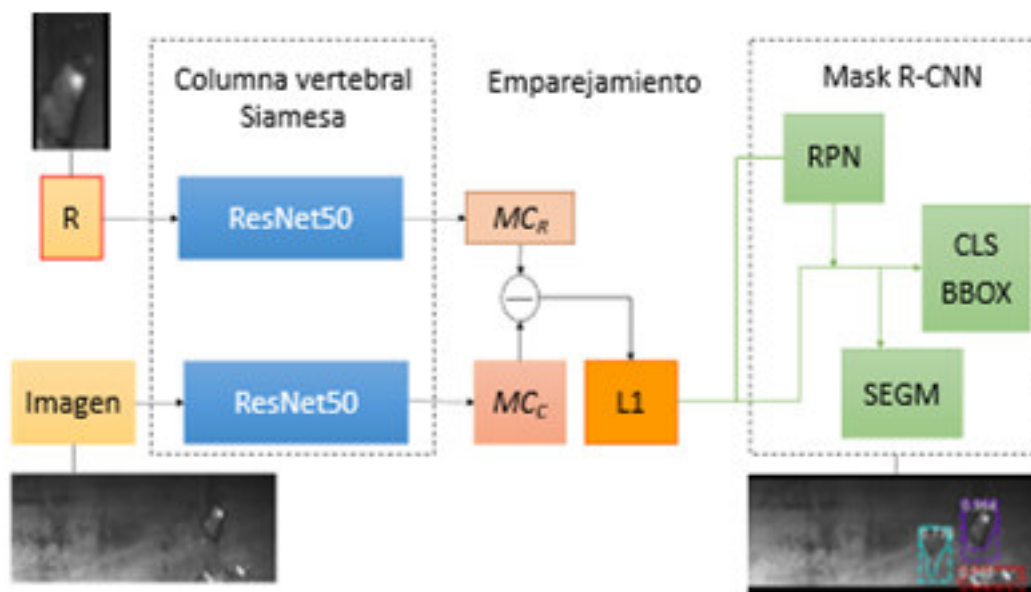 Columna vertebral
Siamesa
Emparejamiento
Mask R-CNN
R
ResNet50
MC_R
RPN
CLS
BBOX
Imagen
ResNet50
MC_C
L1
SEGM
0.964